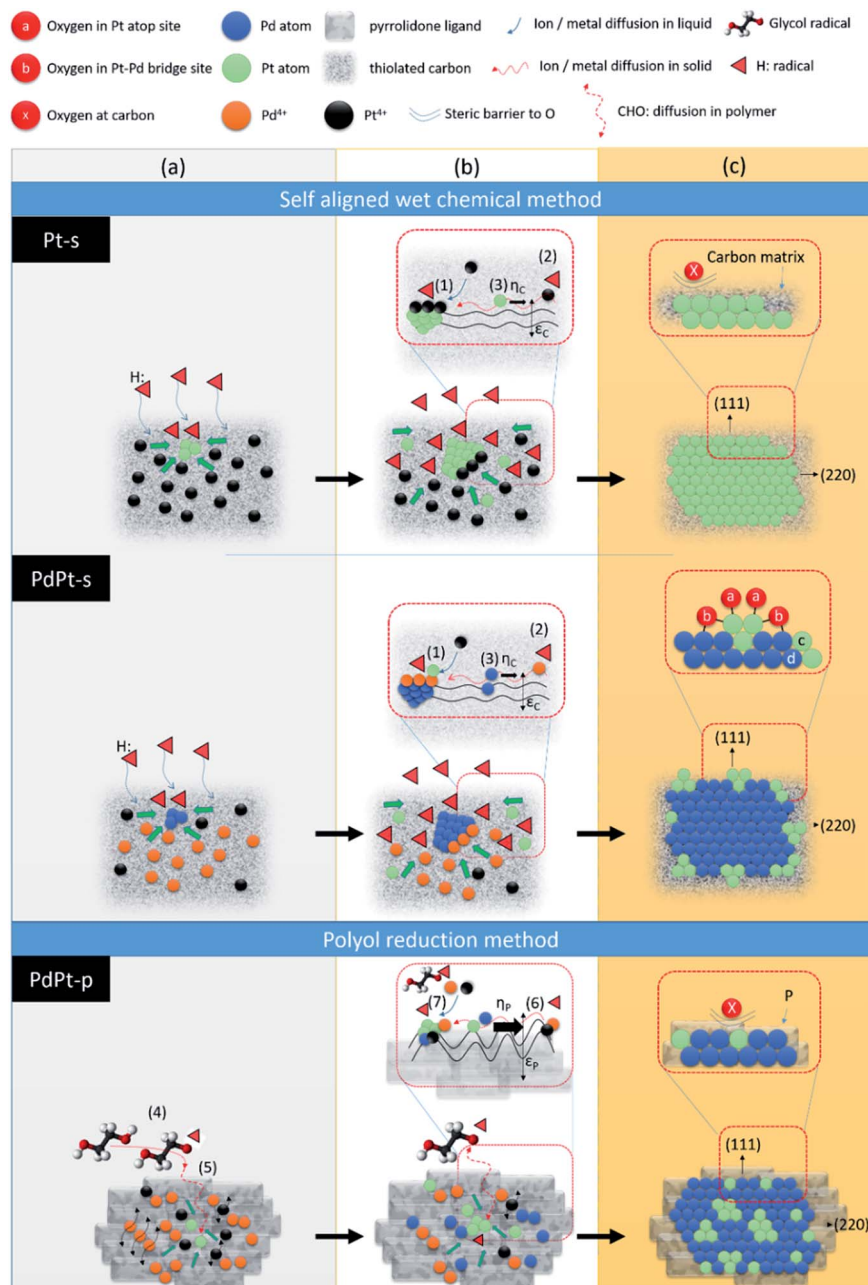 a Oxygen in Pt atop site
Pd atom
pyrrolidone ligand
Ion / metal diffusion in liquid
Glycol radical
b Oxygen in Pt-Pd bridge site
Pt atom
thiolated carbon
Ion / metal diffusion in solid
H: radical
x Oxygen at carbon
Pd⁴⁺
Pt⁴⁺
Steric barrier to O
CHO: diffusion in polymer
(a)
(b)
(c)
Self aligned wet chemical method
Pt-s
H:
(1)
(2)
(3) ηC
εC
X
Carbon matrix
(111)
(220)
PdPt-s
H:
(1)
(2)
(3) ηC
εC
a a
b b
c
d
(111)
(220)
Polyol reduction method
PdPt-p
(4)
(5)
(7)
ηP
(6)
εP
X
P
(111)
(220)